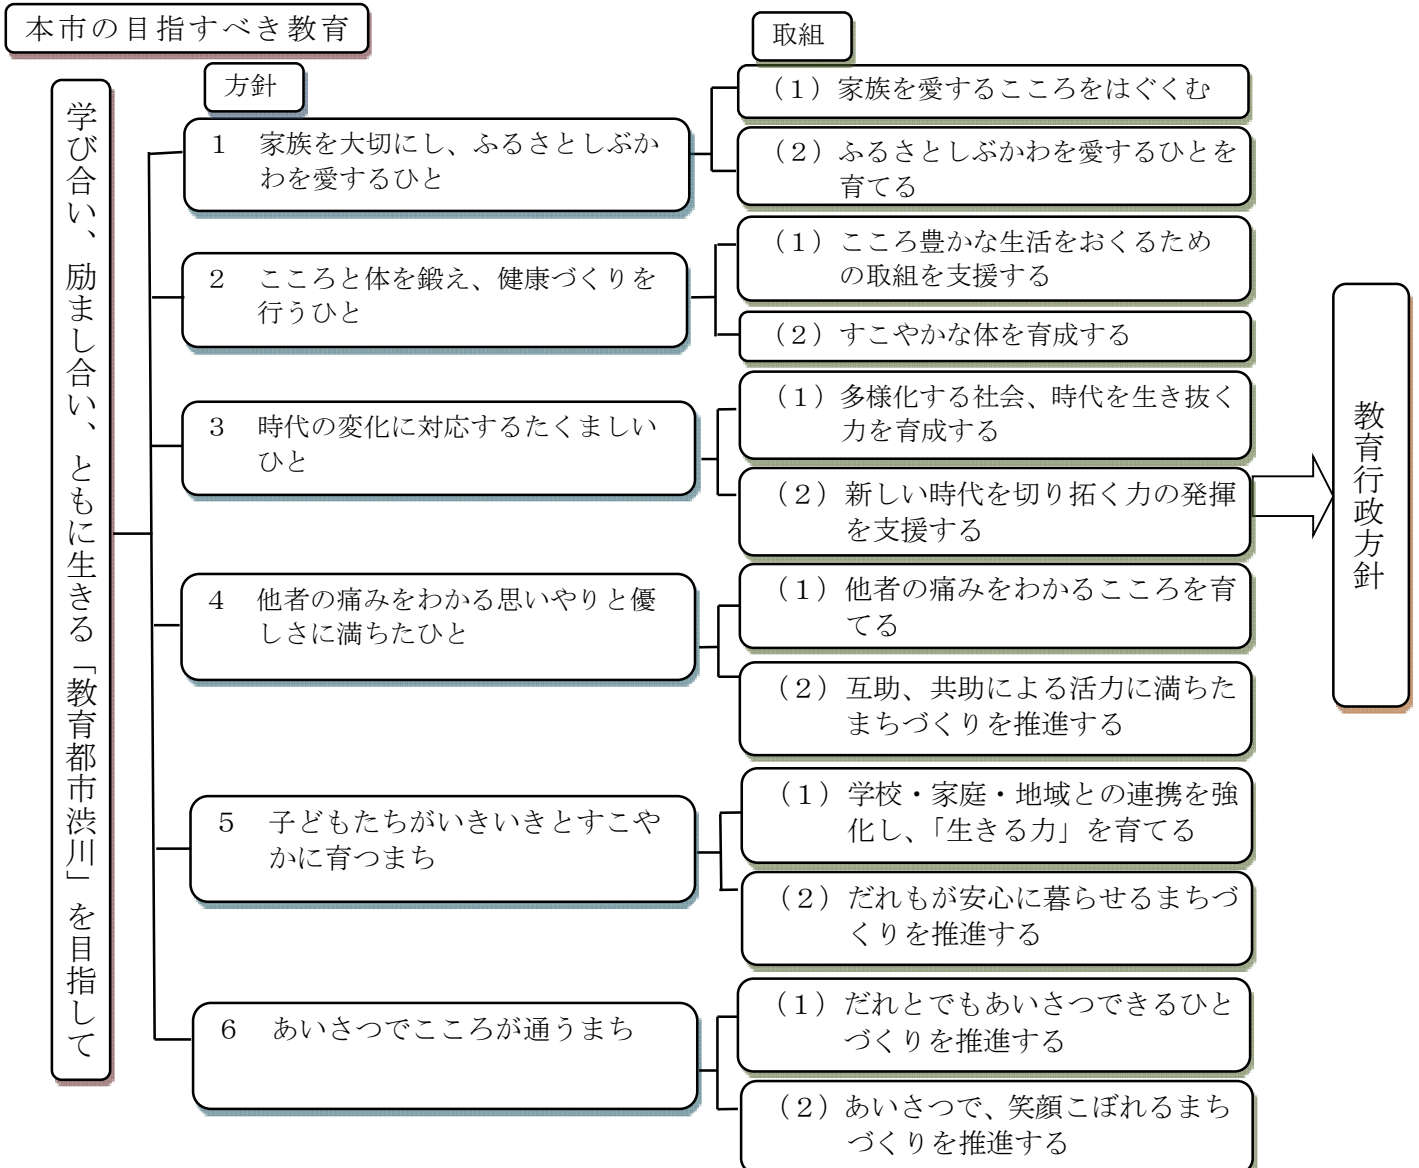 本市の目指すべき教育
取組
方針
学び合い、励まし合い、ともに生きる「教育都市渋川」を目指して
1 家族を大切にし、ふるさとしぶか
わを愛するひと
(1)家族を愛するこころをはぐくむ
(2)ふるさとしぶかわを愛するひとを
育てる
2 こころと体を鍛え、健康づくりを
行うひと
(1)こころ豊かな生活をおくるため
の取組を支援する
(2)すこやかな体を育成する
3 時代の変化に対応するたくましい
ひと
(1)多様化する社会、時代を生き抜く
力を育成する
(2)新しい時代を切り拓く力の発揮
を支援する
4 他者の痛みをわかる思いやりと優
しさに満ちたひと
(1)他者の痛みをわかるこころを育
てる
(2)互助、共助による活力に満ちた
まちづくりを推進する
5 子どもたちがいきいきとすこや
かに育つまち
(1)学校・家庭・地域との連携を強
化し、「生きる力」を育てる
(2)だれもが安心に暮らせるまちづ
くりを推進する
6 あいさつでこころが通うまち
(1)だれとでもあいさつできるひと
づくりを推進する
(2)あいさつで、笑顔こぼれるまち
づくりを推進する
教育行政方針